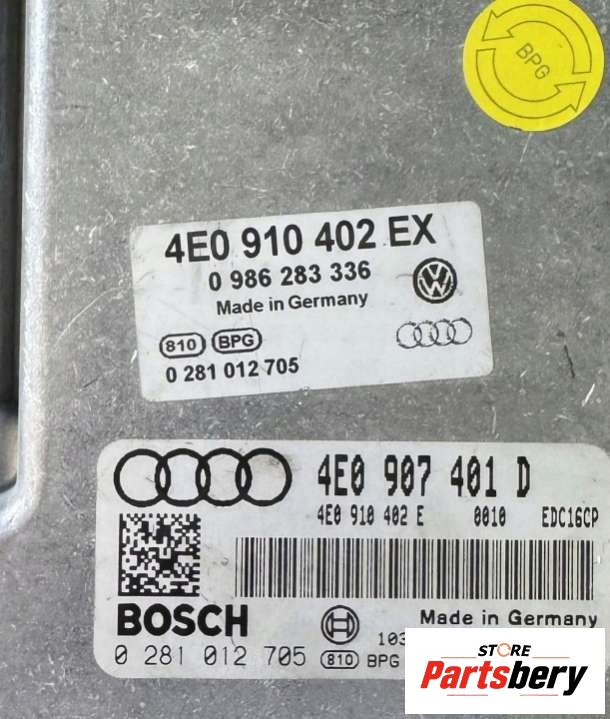 BPG
4E0 910 402 EX
0 986 283 336
Made in Germany
810 BPG
0 281 012 705
4E0 907 401 D
4E0 910 402 E 0010 EDC16CP
BOSCH
Made in Germany
0 281 012 705 810 BPG 103
STORE
Partsbery